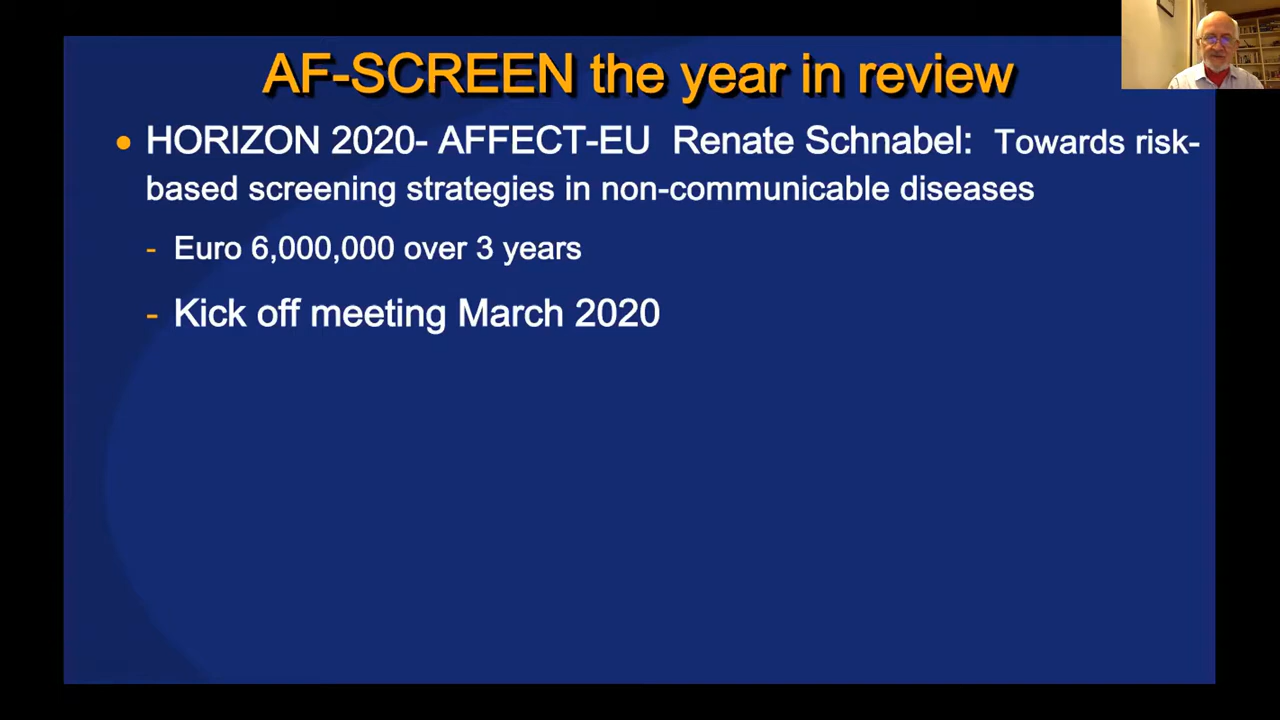 AF-SCREEN the year in review
• HORIZON 2020- AFFECT-EU Renate Schnabel: Towards risk-
based screening strategies in non-communicable diseases
- Euro 6,000,000 over 3 years
- Kick off meeting March 2020